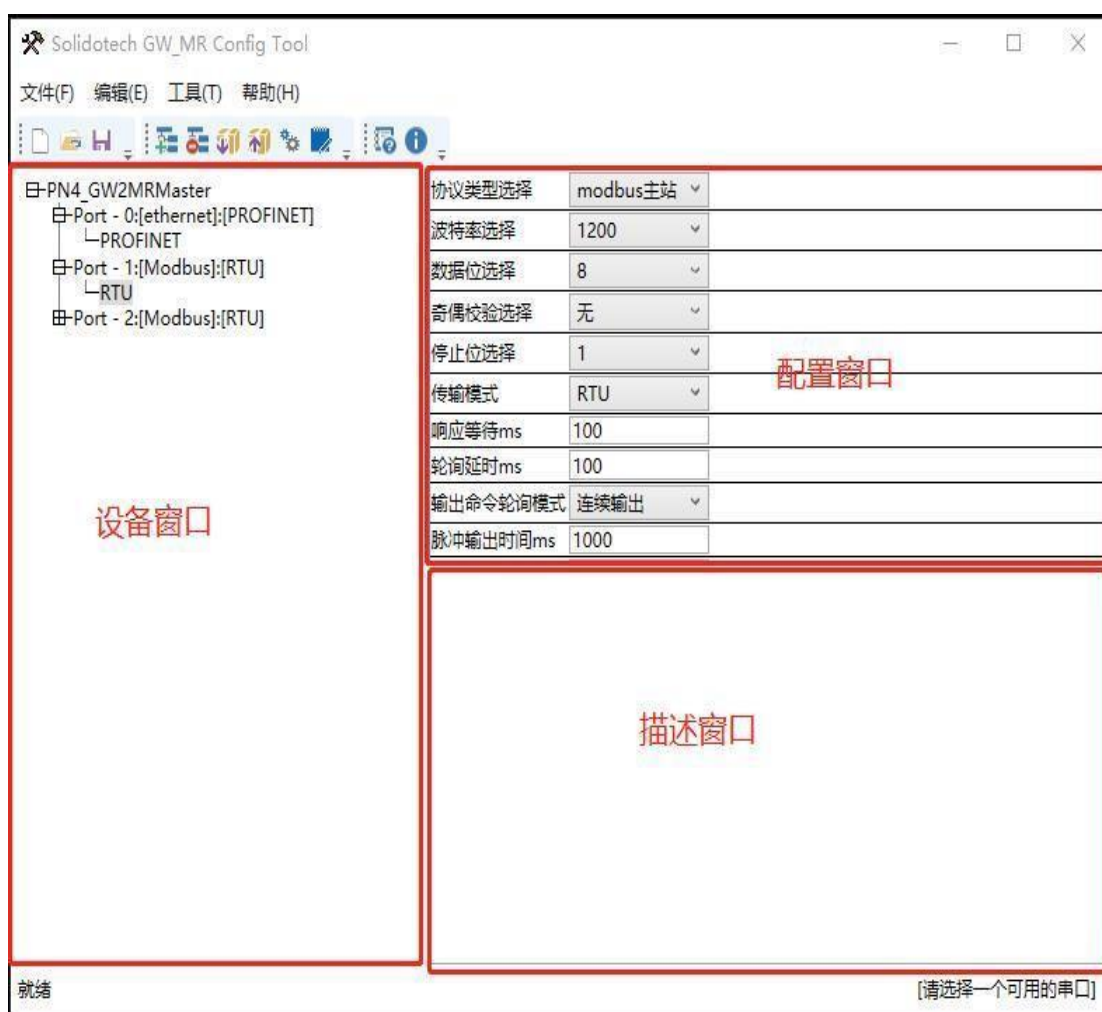 Solidotech GW_MR Config Tool
文件(F) 编辑(E) 工具(T) 帮助(H)
PN4_GW2MRMaster
Port - 0:[ethernet]:[PROFINET]
PROFINET
Port - 1:[Modbus]:[RTU]
RTU
Port - 2:[Modbus]:[RTU]
设备窗口
协议类型选择 modbus主站
波特率选择 1200
数据位选择 8
奇偶校验选择 无
停止位选择 1
传输模式 RTU
响应等待ms 100
轮询延时ms 100
输出命令轮询模式 连续输出
脉冲输出时间ms 1000
配置窗口
描述窗口
就绪 [请选择一个可用的串口]